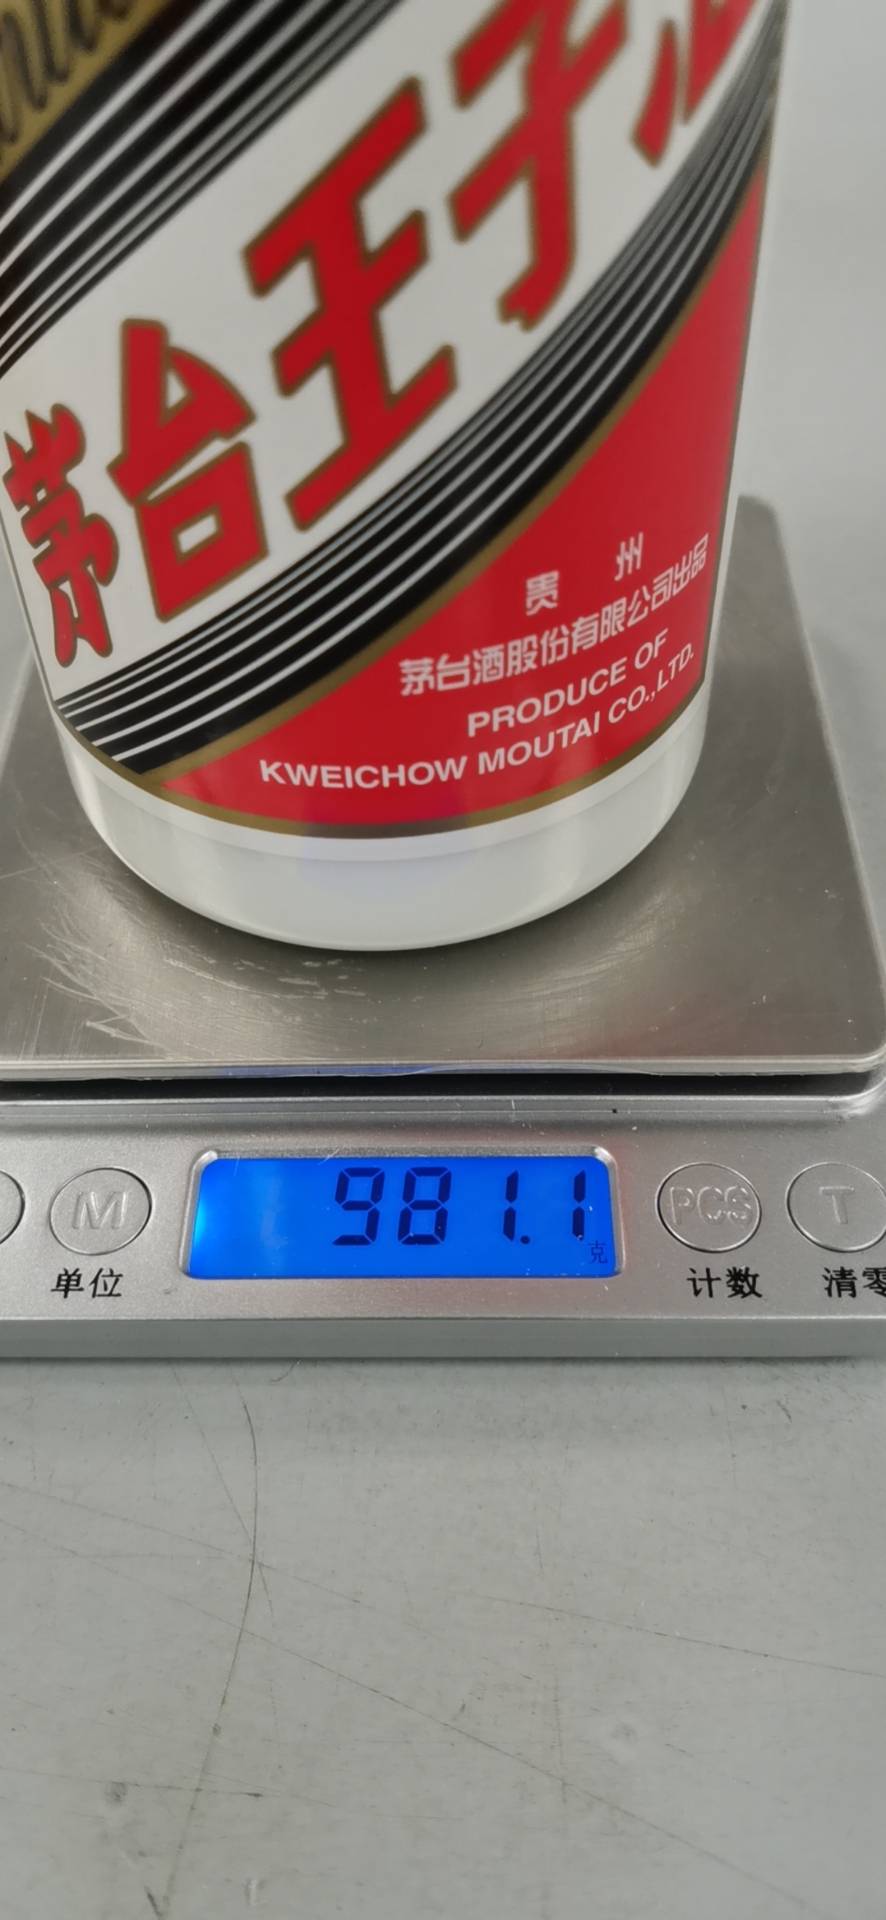 茅台王子酒
贵 州
茅台酒股份有限公司出品
PRODUCE OF
KWEICHOW MOUTAI CO.,LTD.
981.1
克
M
PCS
T
单位
计数
清零